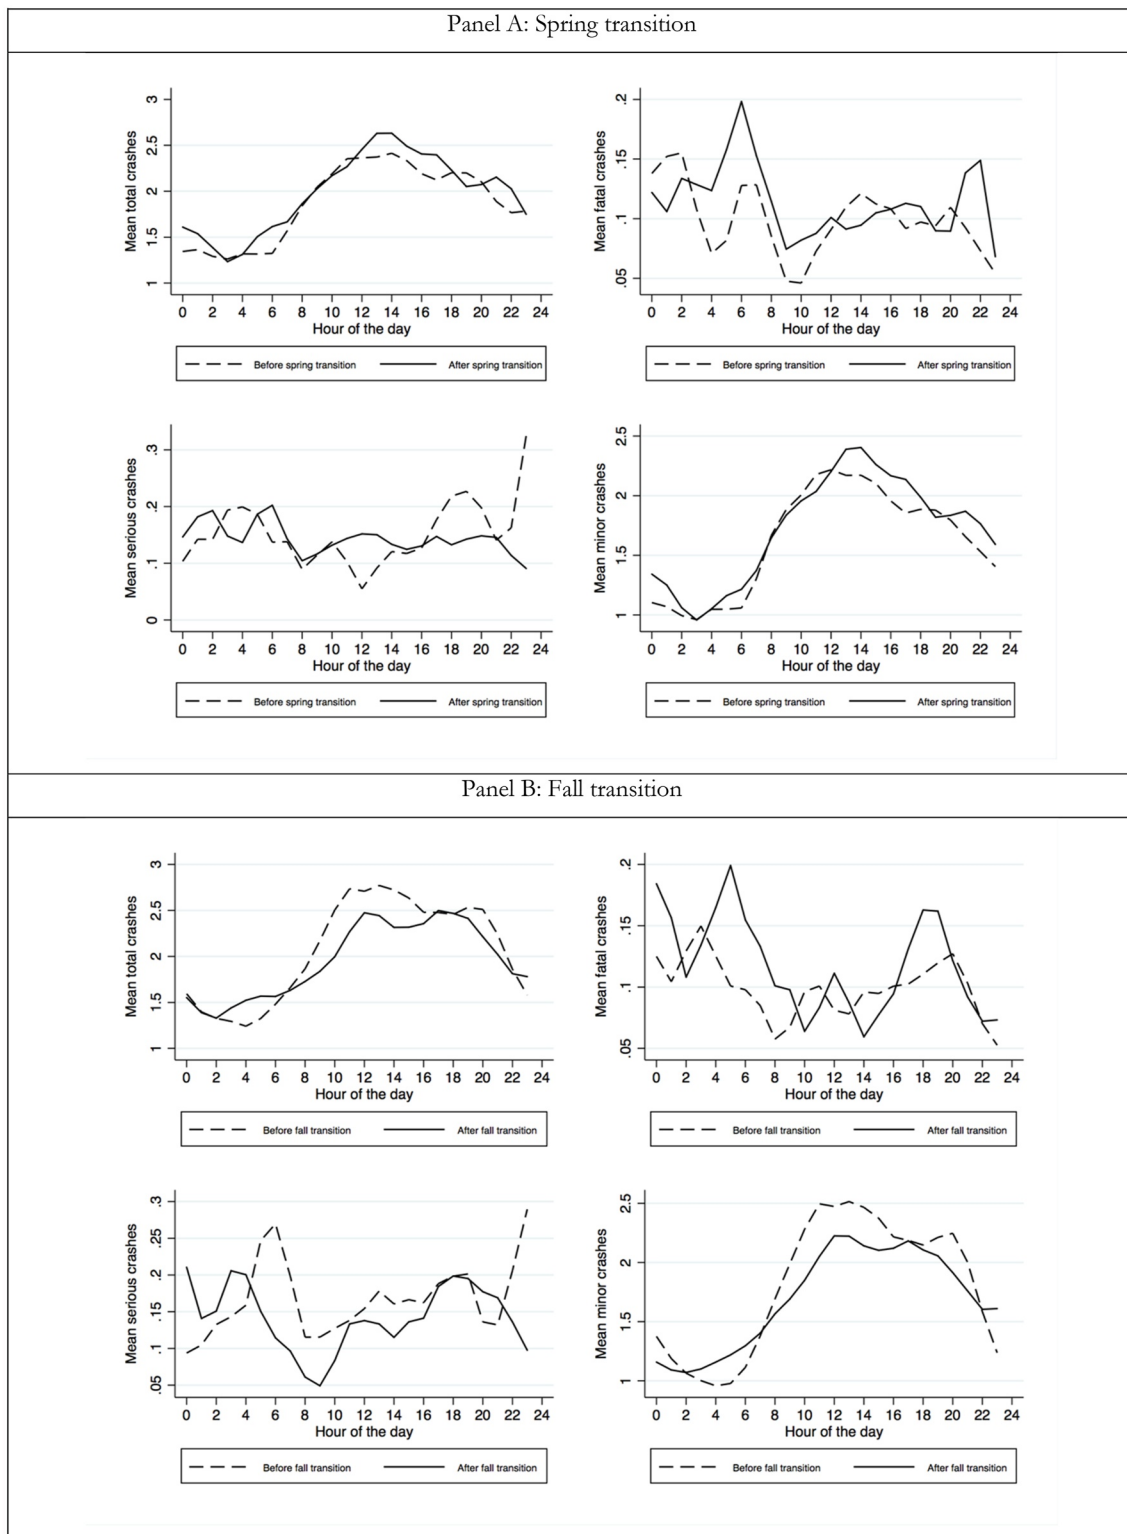 Panel A: Spring transition
Mean total crashes
3
2.5
2
1.5
1
0 2 4 6 8 10 12 14 16 18 20 22 24
Hour of the day
Before spring transition After spring transition
Mean fatal crashes
.2
.15
.1
.05
0 2 4 6 8 10 12 14 16 18 20 22 24
Hour of the day
Before spring transition After spring transition
Mean serious crashes
.3
.2
.1
0
0 2 4 6 8 10 12 14 16 18 20 22 24
Hour of the day
Before spring transition After spring transition
Mean minor crashes
2.5
2
1.5
1
0 2 4 6 8 10 12 14 16 18 20 22 24
Hour of the day
Before spring transition After spring transition
Panel B: Fall transition
Mean total crashes
3
2.5
2
1.5
1
0 2 4 6 8 10 12 14 16 18 20 22 24
Hour of the day
Before fall transition After fall transition
Mean fatal crashes
.2
.15
.1
.05
0 2 4 6 8 10 12 14 16 18 20 22 24
Hour of the day
Before fall transition After fall transition
Mean serious crashes
.3
.25
.2
.15
.1
.05
0 2 4 6 8 10 12 14 16 18 20 22 24
Hour of the day
Before fall transition After fall transition
Mean minor crashes
2.5
2
1.5
1
0 2 4 6 8 10 12 14 16 18 20 22 24
Hour of the day
Before fall transition After fall transition